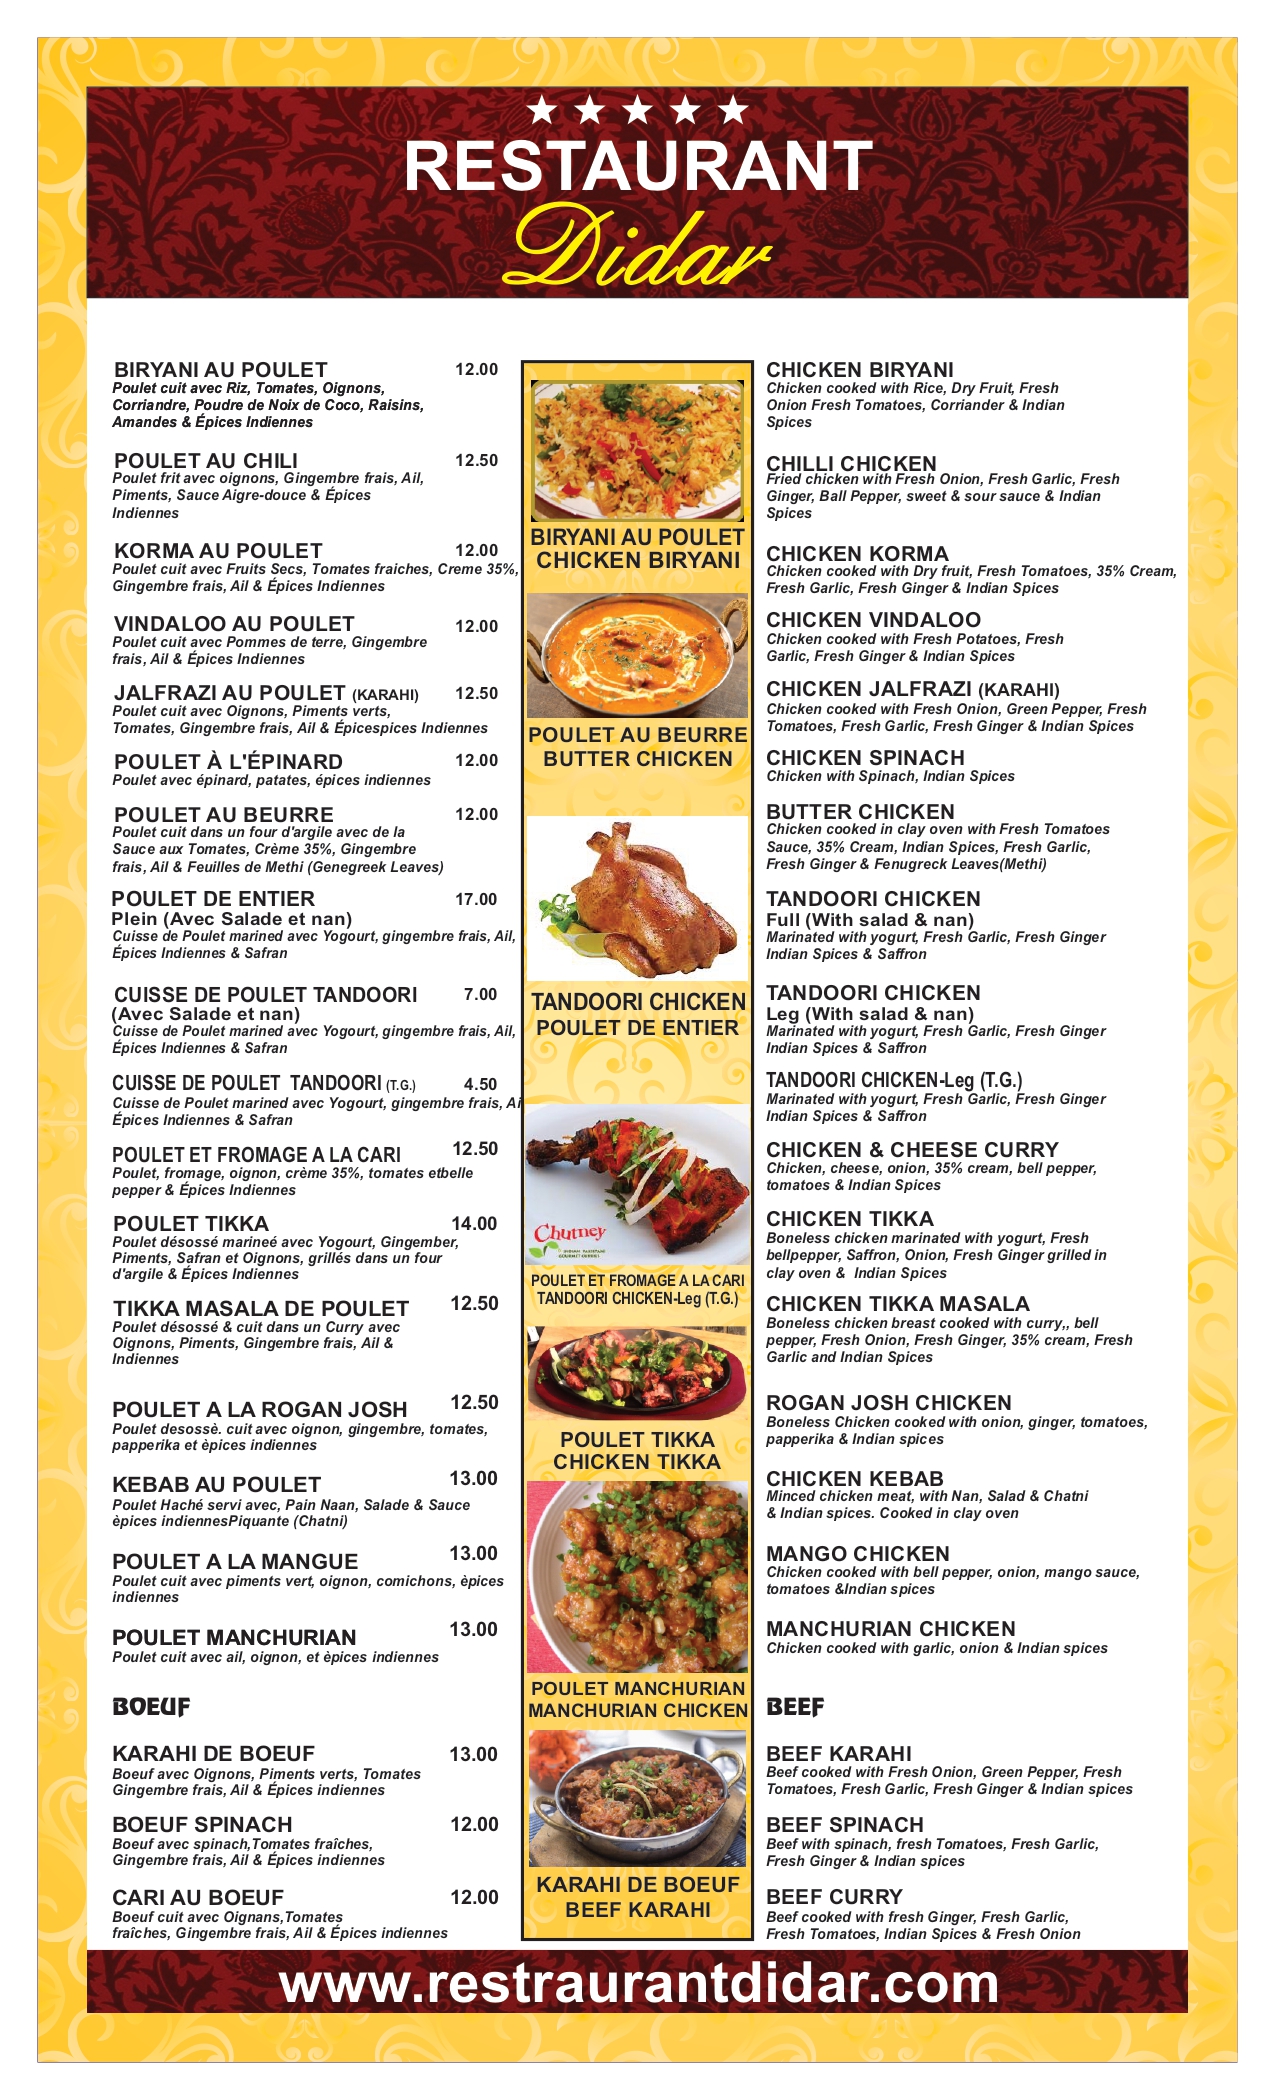 RESTAURANT
Didar
BIRYANI AU POULET 12.00
Poulet cuit avec Riz, Tomates, Oignons,
Corriandre, Poudre de Noix de Coco, Raisins,
Amandes & Épices Indiennes
POULET AU CHILI 12.50
Poulet frit avec oignons, Gingembre frais, Ail,
Piments, Sauce Aigre-douce & Épices
Indiennes
KORMA AU POULET 12.00
Poulet cuit avec Fruits Secs, Tomates fraiches, Creme 35%,
Gingembre frais, Ail & Épices Indiennes
VINDALOO AU POULET 12.00
Poulet cuit avec Pommes de terre, Gingembre
frais, Ail & Épices Indiennes
JALFRAZI AU POULET (KARAHI) 12.50
Poulet cuit avec Oignons, Piments verts,
Tomates, Gingembre frais, Ail & Épicespices Indiennes
POULET À L'ÉPINARD 12.00
Poulet avec épinard, patates, épices indiennes
POULET AU BEURRE 12.00
Poulet cuit dans un four d'argile avec de la
Sauce aux Tomates, Crème 35%, Gingembre
frais, Ail & Feuilles de Methi (Genegreek Leaves)
POULET DE ENTIER 17.00
Plein (Avec Salade et nan)
Cuisse de Poulet marined avec Yogourt, gingembre frais, Ail,
Épices Indiennes & Safran
CUISSE DE POULET TANDOORI 7.00
(Avec Salade et nan)
Cuisse de Poulet marined avec Yogourt, gingembre frais, Ail,
Épices Indiennes & Safran
CUISSE DE POULET TANDOORI (T.G.) 4.50
Cuisse de Poulet marined avec Yogourt, gingembre frais, Ai
Épices Indiennes & Safran
POULET ET FROMAGE A LA CARI 12.50
Poulet, fromage, oignon, crème 35%, tomates etbelle
pepper & Épices Indiennes
POULET TIKKA 14.00
Poulet désossé marineé avec Yogourt, Gingember,
Piments, Safran et Oignons, grillés dans un four
d'argile & Épices Indiennes
TIKKA MASALA DE POULET 12.50
Poulet désossé & cuit dans un Curry avec
Oignons, Piments, Gingembre frais, Ail &
Indiennes
POULET A LA ROGAN JOSH 12.50
Poulet desossè. cuit avec oignon, gingembre, tomates,
papperika et èpices indiennes
KEBAB AU POULET 13.00
Poulet Haché servi avec, Pain Naan, Salade & Sauce
èpices indiennesPiquante (Chatni)
POULET A LA MANGUE 13.00
Poulet cuit avec piments vert, oignon, comichons, èpices
indiennes
POULET MANCHURIAN 13.00
Poulet cuit avec ail, oignon, et èpices indiennes
BOEUF
KARAHI DE BOEUF 13.00
Boeuf avec Oignons, Piments verts, Tomates
Gingembre frais, Ail & Épices indiennes
BOEUF SPINACH 12.00
Boeuf avec spinach,Tomates fraîches,
Gingembre frais, Ail & Épices indiennes
CARI AU BOEUF 12.00
Boeuf cuit avec Oignans,Tomates
fraîches, Gingembre frais, Ail & Épices indiennes
BIRYANI AU POULET
CHICKEN BIRYANI
POULET AU BEURRE
BUTTER CHICKEN
TANDOORI CHICKEN
POULET DE ENTIER
Chutney
POULET ET FROMAGE A LA CARI
TANDOORI CHICKEN-Leg (T.G.)
POULET TIKKA
CHICKEN TIKKA
POULET MANCHURIAN
MANCHURIAN CHICKEN
KARAHI DE BOEUF
BEEF KARAHI
CHICKEN BIRYANI
Chicken cooked with Rice, Dry Fruit, Fresh
Onion Fresh Tomatoes, Corriander & Indian
Spices
CHILLI CHICKEN
Fried chicken with Fresh Onion, Fresh Garlic, Fresh
Ginger, Ball Pepper, sweet & sour sauce & Indian
Spices
CHICKEN KORMA
Chicken cooked with Dry fruit, Fresh Tomatoes, 35% Cream,
Fresh Garlic, Fresh Ginger & Indian Spices
CHICKEN VINDALOO
Chicken cooked with Fresh Potatoes, Fresh
Garlic, Fresh Ginger & Indian Spices
CHICKEN JALFRAZI (KARAHI)
Chicken cooked with Fresh Onion, Green Pepper, Fresh
Tomatoes, Fresh Garlic, Fresh Ginger & Indian Spices
CHICKEN SPINACH
Chicken with Spinach, Indian Spices
BUTTER CHICKEN
Chicken cooked in clay oven with Fresh Tomatoes
Sauce, 35% Cream, Indian Spices, Fresh Garlic,
Fresh Ginger & Fenugreck Leaves(Methi)
TANDOORI CHICKEN
Full (With salad & nan)
Marinated with yogurt, Fresh Garlic, Fresh Ginger
Indian Spices & Saffron
TANDOORI CHICKEN
Leg (With salad & nan)
Marinated with yogurt, Fresh Garlic, Fresh Ginger
Indian Spices & Saffron
TANDOORI CHICKEN-Leg (T.G.)
Marinated with yogurt, Fresh Garlic, Fresh Ginger
Indian Spices & Saffron
CHICKEN & CHEESE CURRY
Chicken, cheese, onion, 35% cream, bell pepper,
tomatoes & Indian Spices
CHICKEN TIKKA
Boneless chicken marinated with yogurt, Fresh
bellpepper, Saffron, Onion, Fresh Ginger grilled in
clay oven & Indian Spices
CHICKEN TIKKA MASALA
Boneless chicken breast cooked with curry,, bell
pepper, Fresh Onion, Fresh Ginger, 35% cream, Fresh
Garlic and Indian Spices
ROGAN JOSH CHICKEN
Boneless Chicken cooked with onion, ginger, tomatoes,
papperika & Indian spices
CHICKEN KEBAB
Minced chicken meat, with Nan, Salad & Chatni
& Indian spices. Cooked in clay oven
MANGO CHICKEN
Chicken cooked with bell pepper, onion, mango sauce,
tomatoes &Indian spices
MANCHURIAN CHICKEN
Chicken cooked with garlic, onion & Indian spices
BEEF
BEEF KARAHI
Beef cooked with Fresh Onion, Green Pepper, Fresh
Tomatoes, Fresh Garlic, Fresh Ginger & Indian spices
BEEF SPINACH
Beef with spinach, fresh Tomatoes, Fresh Garlic,
Fresh Ginger & Indian spices
BEEF CURRY
Beef cooked with fresh Ginger, Fresh Garlic,
Fresh Tomatoes, Indian Spices & Fresh Onion
www.restraurantdidar.com